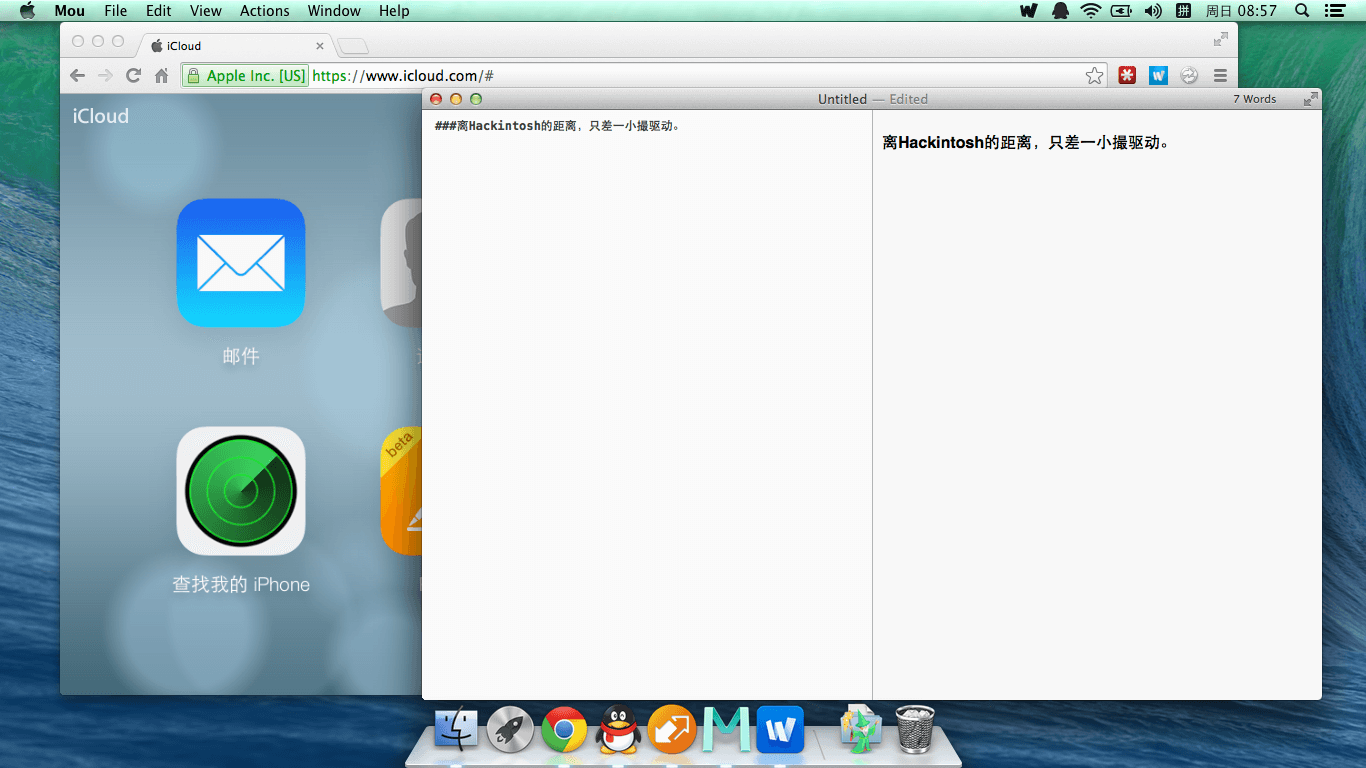 Mou File Edit View Actions Window Help 拼 周日 08:57
iCloud
Apple Inc. [US] https://www.icloud.com/#
iCloud
Untitled — Edited 7 Words
###离Hackintosh的距离，只差一小撮驱动。
离Hackintosh的距离，只差一小撮驱动。
邮件
beta
查找我的 iPhone